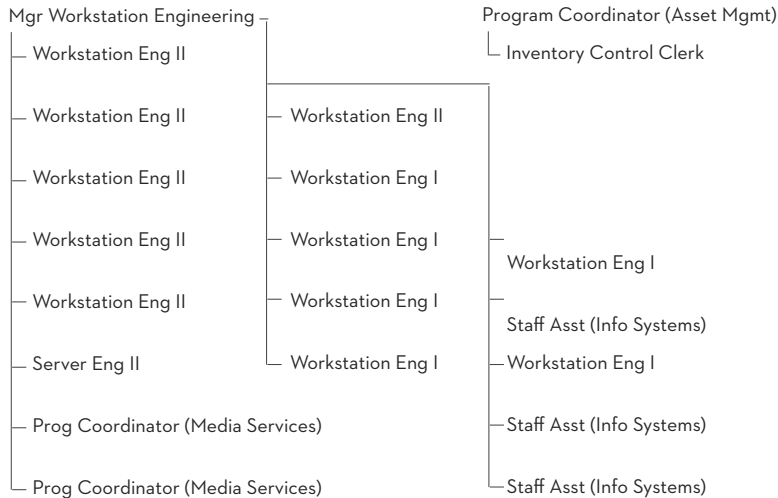 Mgr Workstation Engineering
Workstation Eng II
Workstation Eng II
Workstation Eng II
Workstation Eng II
Workstation Eng II
Server Eng II
Prog Coordinator (Media Services)
Prog Coordinator (Media Services)
Workstation Eng II
Workstation Eng I
Workstation Eng I
Workstation Eng I
Workstation Eng I
Program Coordinator (Asset Mgmt)
Inventory Control Clerk
Workstation Eng I
Staff Asst (Info Systems)
Workstation Eng I
Staff Asst (Info Systems)
Staff Asst (Info Systems)